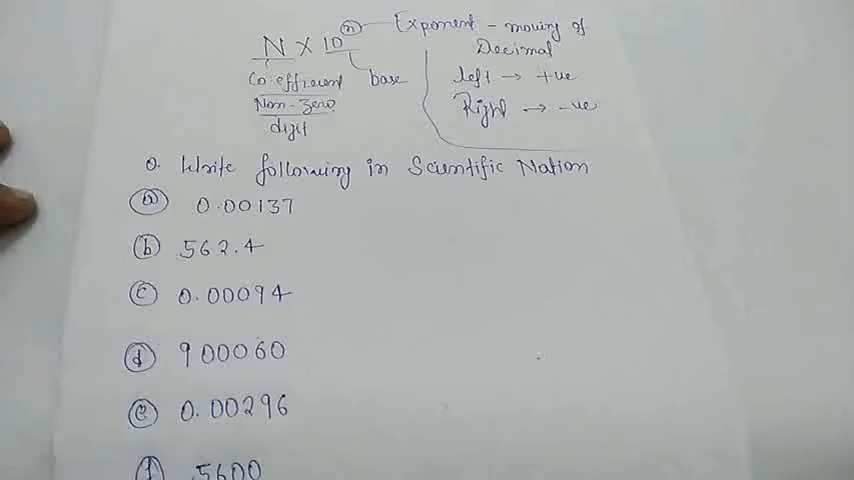 N × 10ⁿ Exponent - moving of Decimal
Co-efficient base left → +ve
Non-Zero Right → -ve
digit
Q. Write following in Scientific Nation
(a) 0.00137
(b) 562.4
(c) 0.00094
(d) 900060
(e) 0.00296
(f) 5600